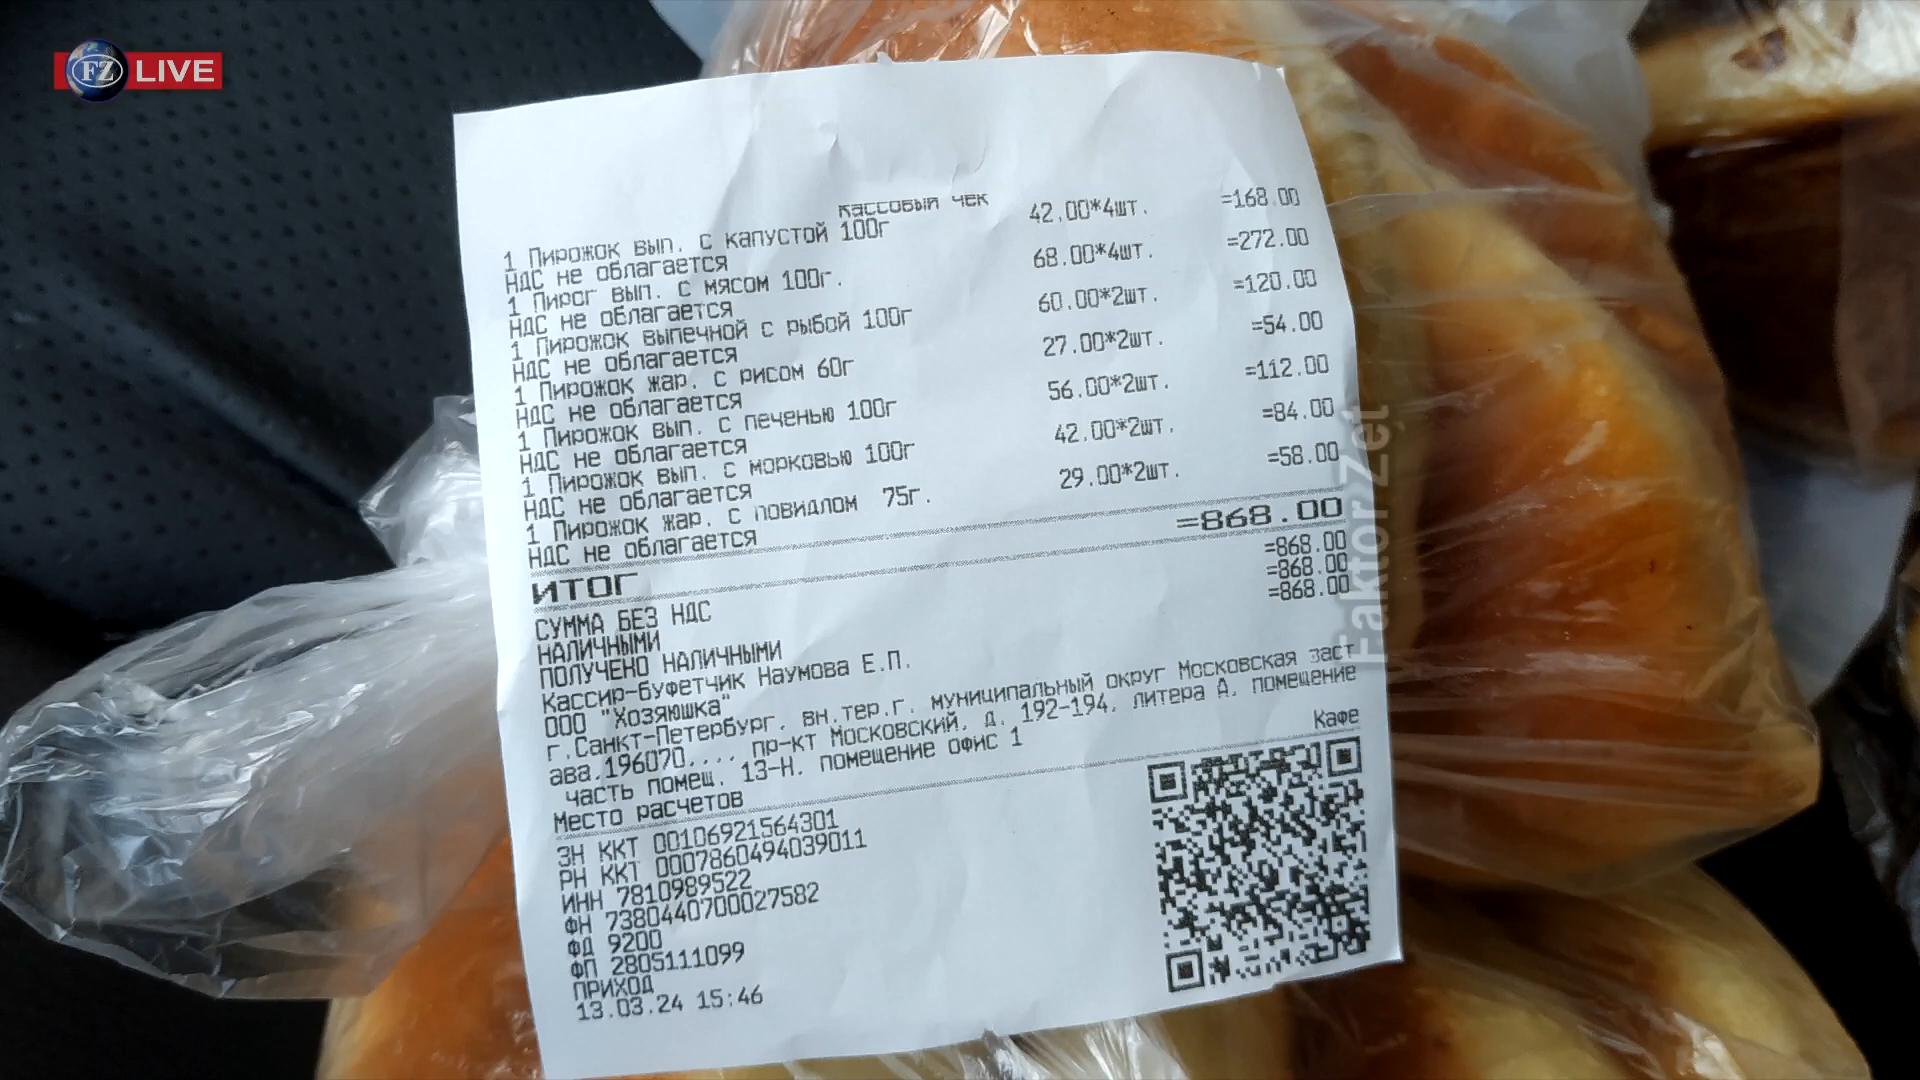 FZ LIVE
кассовый чек
1 Пирожок вып. с капустой 100г 42.00*4шт. =168.00
НДС не облагается
1 Пирог вып. с мясом 100г. 68.00*4шт. =272.00
НДС не облагается
1 Пирожок выпечной с рыбой 100г 60.00*2шт. =120.00
НДС не облагается
1 Пирожок жар. с рисом 60г 27.00*2шт. =54.00
НДС не облагается
1 Пирожок вып. с печенью 100г 56.00*2шт. =112.00
НДС не облагается
1 Пирожок вып. с морковью 100г 42.00*2шт. =84.00
НДС не облагается
1 Пирожок жар. с повидлом 75г. 29.00*2шт. =58.00
НДС не облагается
ИТОГ =868.00
СУММА БЕЗ НДС =868.00
НАЛИЧНЫМИ =868.00
ПОЛУЧЕНО НАЛИЧНЫМИ =868.00
Кассир-буфетчик Наумова Е.П.
ООО "Хозяюшка"
г.Санкт-Петербург, вн.тер.г. муниципальный округ Московская заст
ава,196070,,,, пр-кт Московский, д. 192-194, литера А, помещение
часть помещ. 13-Н, помещение офис 1
Место расчетов Кафе
ЗН ККТ 00106921564301
РН ККТ 0007860494039011
ИНН 7810989522
ФН 7380440700027582
ФД 9200
ФП 2805111099
ПРИХОД
13.03.24 15:46
FaktorZet